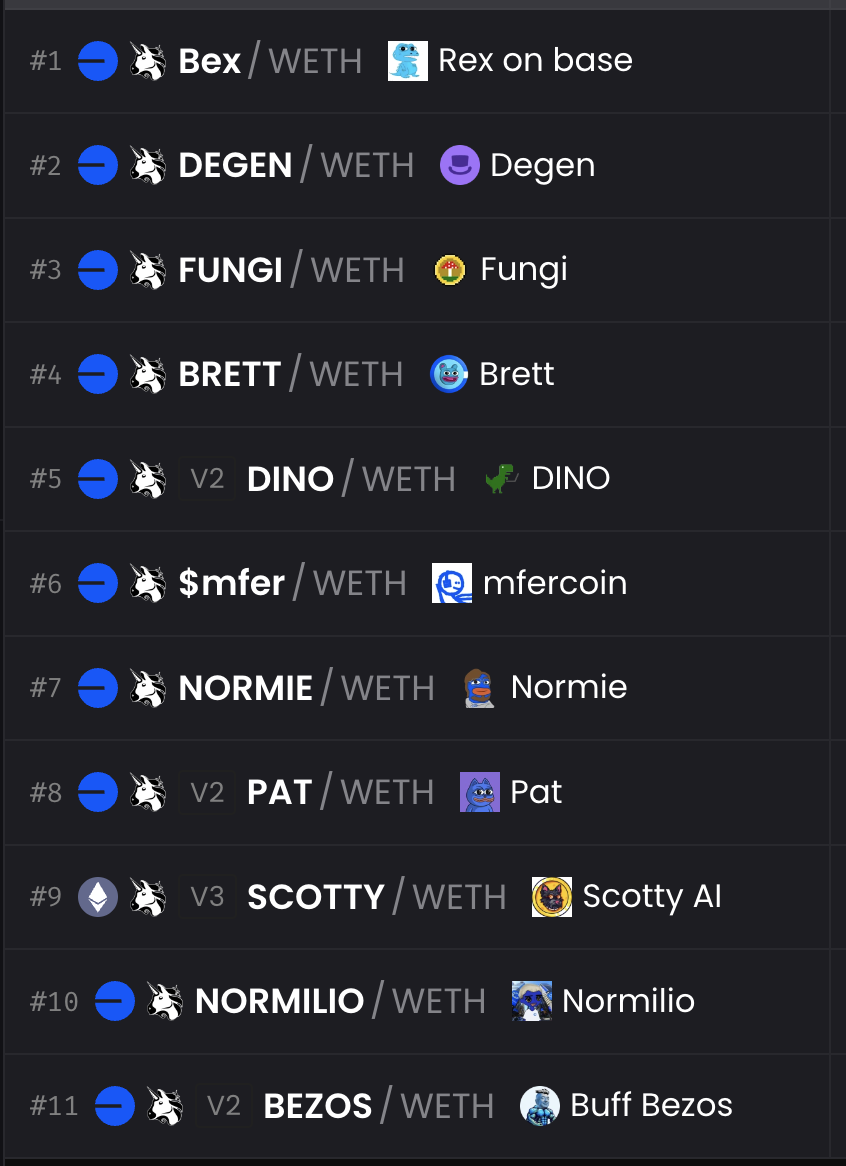 #1 Bex / WETH Rex on base
#2 DEGEN / WETH Degen
#3 FUNGI / WETH Fungi
#4 BRETT / WETH Brett
#5 V2 DINO / WETH DINO
#6 $mfer / WETH mfercoin
#7 NORMIE / WETH Normie
#8 V2 PAT / WETH Pat
#9 V3 SCOTTY / WETH Scotty AI
#10 NORMILIO / WETH Normilio
#11 V2 BEZOS / WETH Buff Bezos